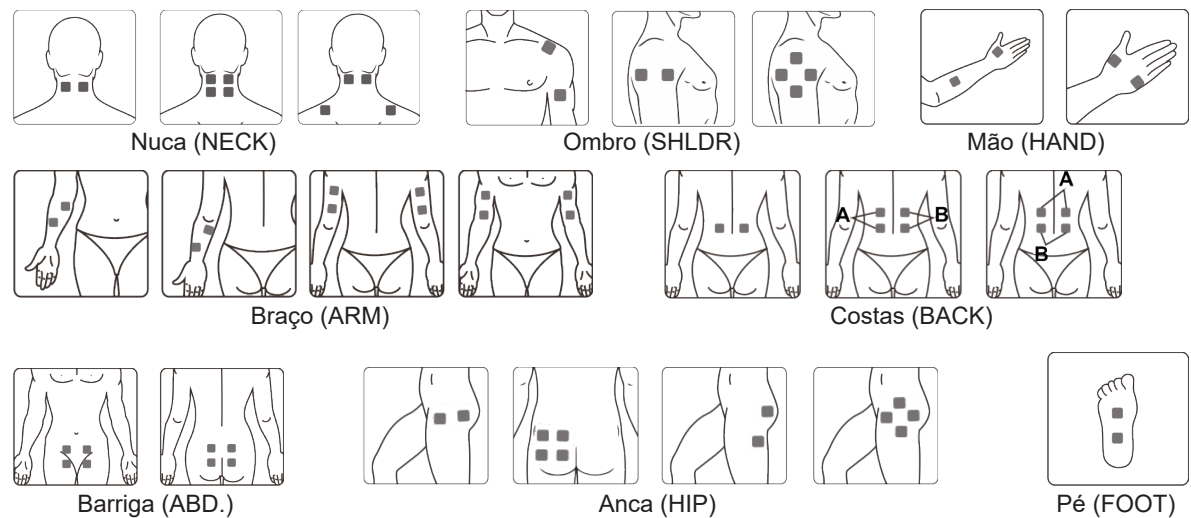 Nuca (NECK)
Ombro (SHLDR)
Mão (HAND)
A
A
B
B
Braço (ARM)
Costas (BACK)
Barriga (ABD.)
Anca (HIP)
Pé (FOOT)